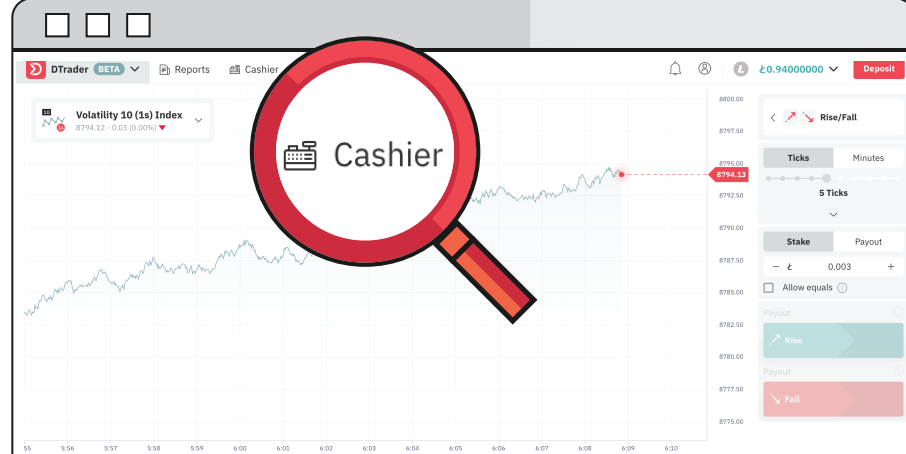 DTrader BETA Reports Cashier Ł0.94000000 Deposit
Volatility 10 (1s) Index
8794.12 - 0.03 (0.00%)
10
1s
Cashier
8800.00
8797.50
8795.00
8794.13
8792.50
8790.00
8787.50
8785.00
8782.50
8780.00
8777.50
8775.00
55 5:56 5:57 5:58 5:59 6:00 6:01 6:02 6:03 6:04 6:05 6:06 6:07 6:08 6:09 6:10
Rise/Fall
Ticks Minutes
5 Ticks
Stake Payout
− Ł 0.003 +
Allow equals
Payout
Rise
Payout
Fall